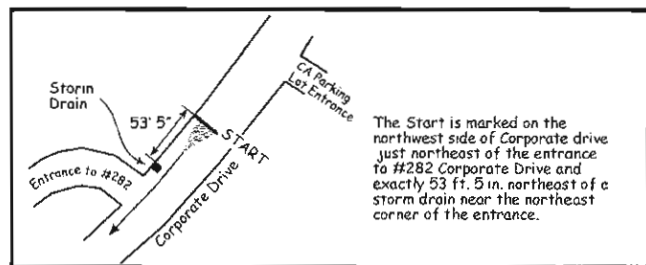 CA Parking
Lot Entrance
Storm
Drain
53' 5"
START
Entrance to #282
Corporate Drive
The Start is marked on the
northwest side of Corporate drive
just northeast of the entrance
to #282 Corporate Drive and
exactly 53 ft. 5 in. northeast of a
storm drain near the northeast
corner of the entrance.